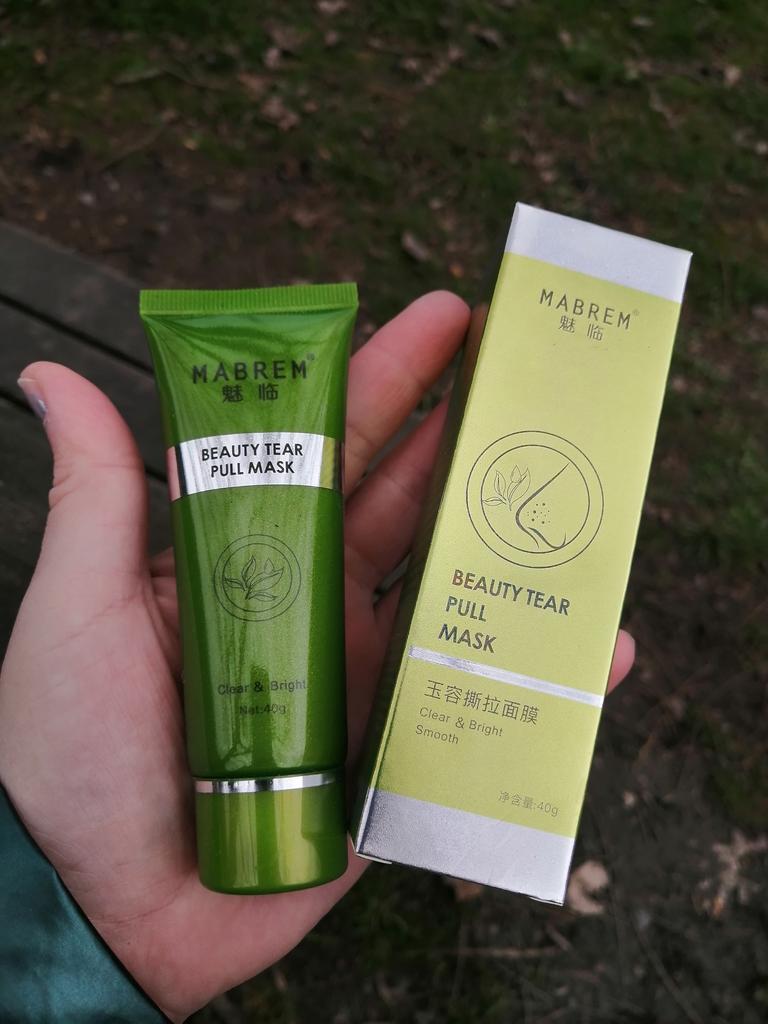 MABREM®
魅 临
BEAUTY TEAR
PULL MASK
Clear & Bright
Net:40g
MABREM®
魅 临
BEAUTY TEAR
PULL
MASK
玉容撕拉面膜
Clear & Bright
Smooth
净含量:40g